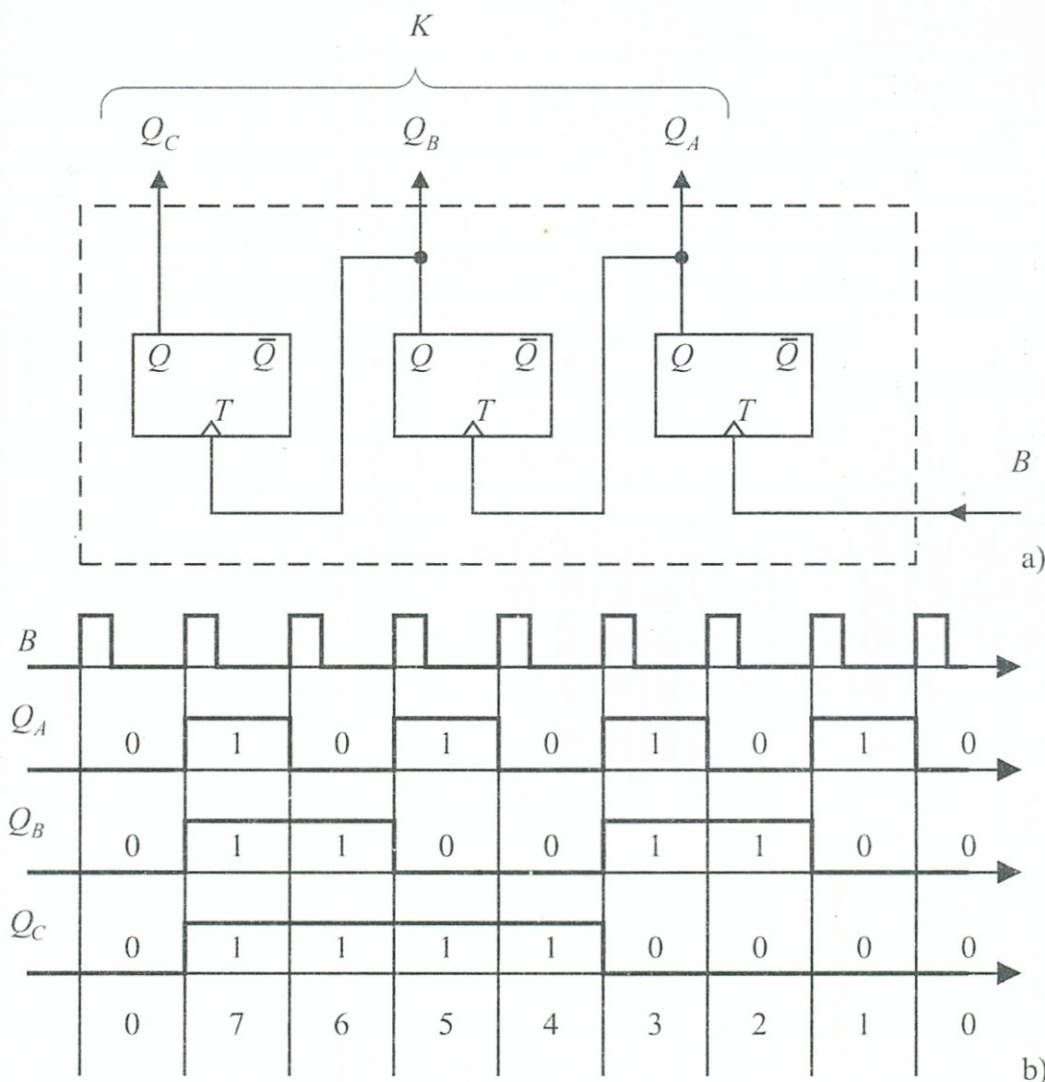 K
Q_C Q_B Q_A
Q Q̅ Q Q̅ Q Q̅
T T T
B
a)
B
Q_A
0 1 0 1 0 1 0 1 0
Q_B
0 1 1 0 0 1 1 0 0
Q_C
0 1 1 1 1 0 0 0 0
0 7 6 5 4 3 2 1 0
b)